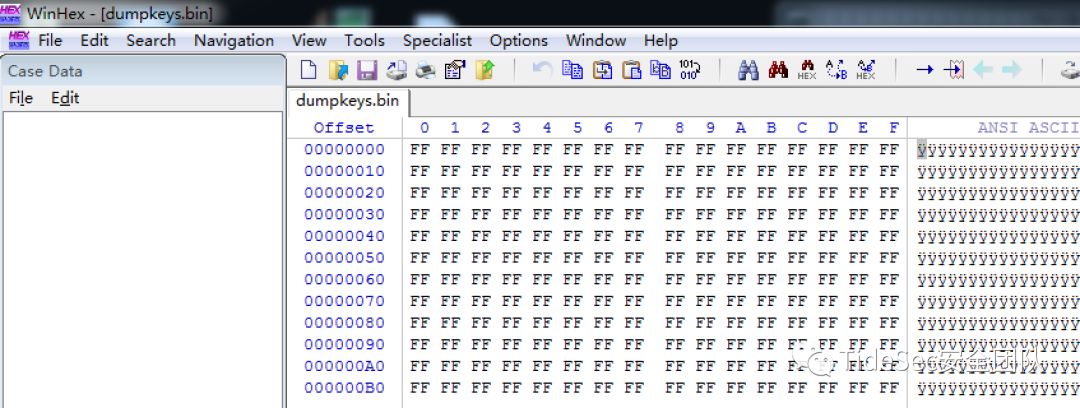 WinHex - [dumpkeys.bin]
File Edit Search Navigation View Tools Specialist Options Window Help
Case Data
File Edit
dumpkeys.bin
Offset 0 1 2 3 4 5 6 7 8 9 A B C D E F ANSI ASCII
00000000 FF FF FF FF FF FF FF FF FF FF FF FF FF FF FF FF ÿÿÿÿÿÿÿÿÿÿÿÿÿÿÿÿ
00000010 FF FF FF FF FF FF FF FF FF FF FF FF FF FF FF FF ÿÿÿÿÿÿÿÿÿÿÿÿÿÿÿÿ
00000020 FF FF FF FF FF FF FF FF FF FF FF FF FF FF FF FF ÿÿÿÿÿÿÿÿÿÿÿÿÿÿÿÿ
00000030 FF FF FF FF FF FF FF FF FF FF FF FF FF FF FF FF ÿÿÿÿÿÿÿÿÿÿÿÿÿÿÿÿ
00000040 FF FF FF FF FF FF FF FF FF FF FF FF FF FF FF FF ÿÿÿÿÿÿÿÿÿÿÿÿÿÿÿÿ
00000050 FF FF FF FF FF FF FF FF FF FF FF FF FF FF FF FF ÿÿÿÿÿÿÿÿÿÿÿÿÿÿÿÿ
00000060 FF FF FF FF FF FF FF FF FF FF FF FF FF FF FF FF ÿÿÿÿÿÿÿÿÿÿÿÿÿÿÿÿ
00000070 FF FF FF FF FF FF FF FF FF FF FF FF FF FF FF FF ÿÿÿÿÿÿÿÿÿÿÿÿÿÿÿÿ
00000080 FF FF FF FF FF FF FF FF FF FF FF FF FF FF FF FF ÿÿÿÿÿÿÿÿÿÿÿÿÿÿÿÿ
00000090 FF FF FF FF FF FF FF FF FF FF FF FF FF FF FF FF ÿÿÿÿÿÿÿÿÿÿÿÿÿÿÿÿ
000000A0 FF FF FF FF FF FF FF FF FF FF FF FF FF FF FF FF ÿÿÿÿÿÿÿÿÿÿÿÿÿÿÿÿ
000000B0 FF FF FF FF FF FF FF FF FF FF FF FF FF FF FF FF ÿÿÿÿÿÿÿÿÿÿÿÿÿÿÿÿ
TideSec安全团队